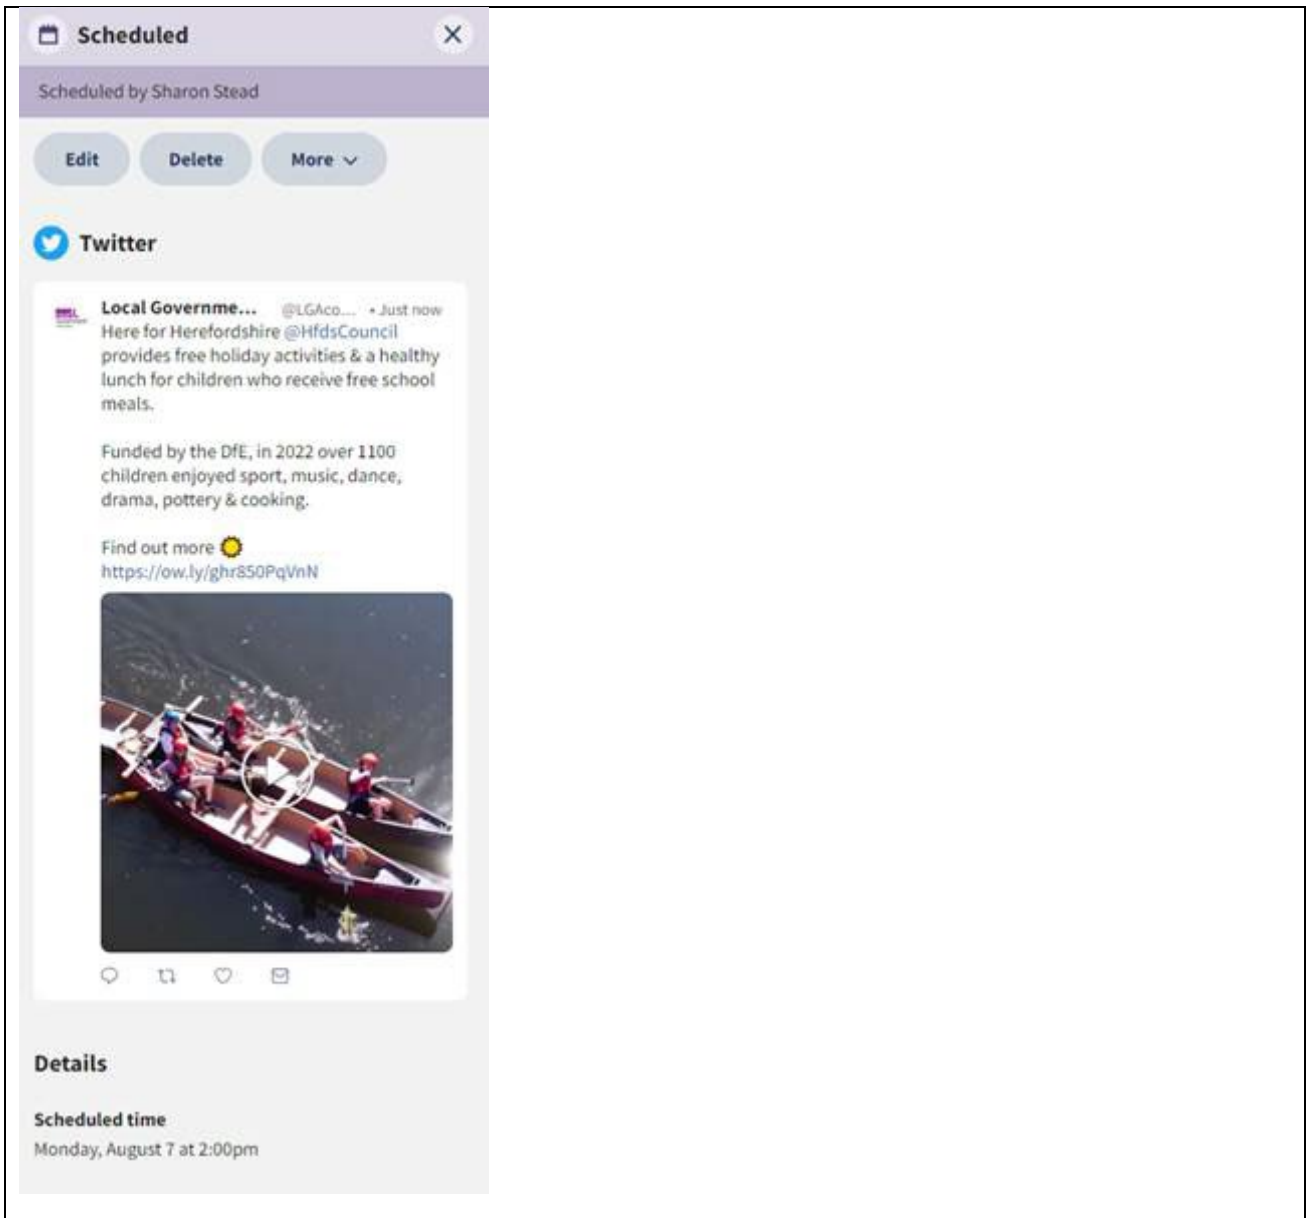 Scheduled
Scheduled by Sharon Stead
Edit Delete More
Twitter
Local Governme... @LGAco.... • Just now
Here for Herefordshire @HfdsCouncil
provides free holiday activities & a healthy
lunch for children who receive free school
meals.
Funded by the DfE, in 2022 over 1100
children enjoyed sport, music, dance,
drama, pottery & cooking.
Find out more
https://ow.ly/ghr850PqVnN
Details
Scheduled time
Monday, August 7 at 2:00pm